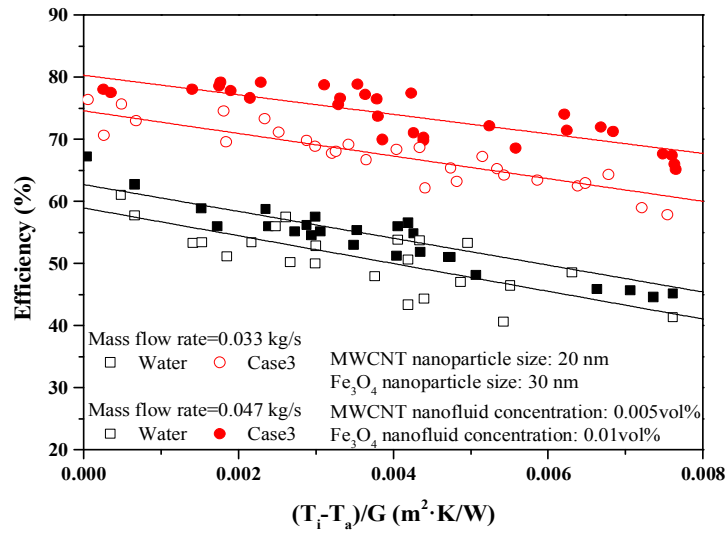 90
80
70
60
50
40
30
20
Efficiency (%)
Mass flow rate=0.033 kg/s
Water Case3
Mass flow rate=0.047 kg/s
Water Case3
MWCNT nanoparticle size: 20 nm
Fe₃O₄ nanoparticle size: 30 nm
MWCNT nanofluid concentration: 0.005vol%
Fe₃O₄ nanofluid concentration: 0.01vol%
0.000 0.002 0.004 0.006 0.008
(Tᵢ-Tₐ)/G (m²·K/W)